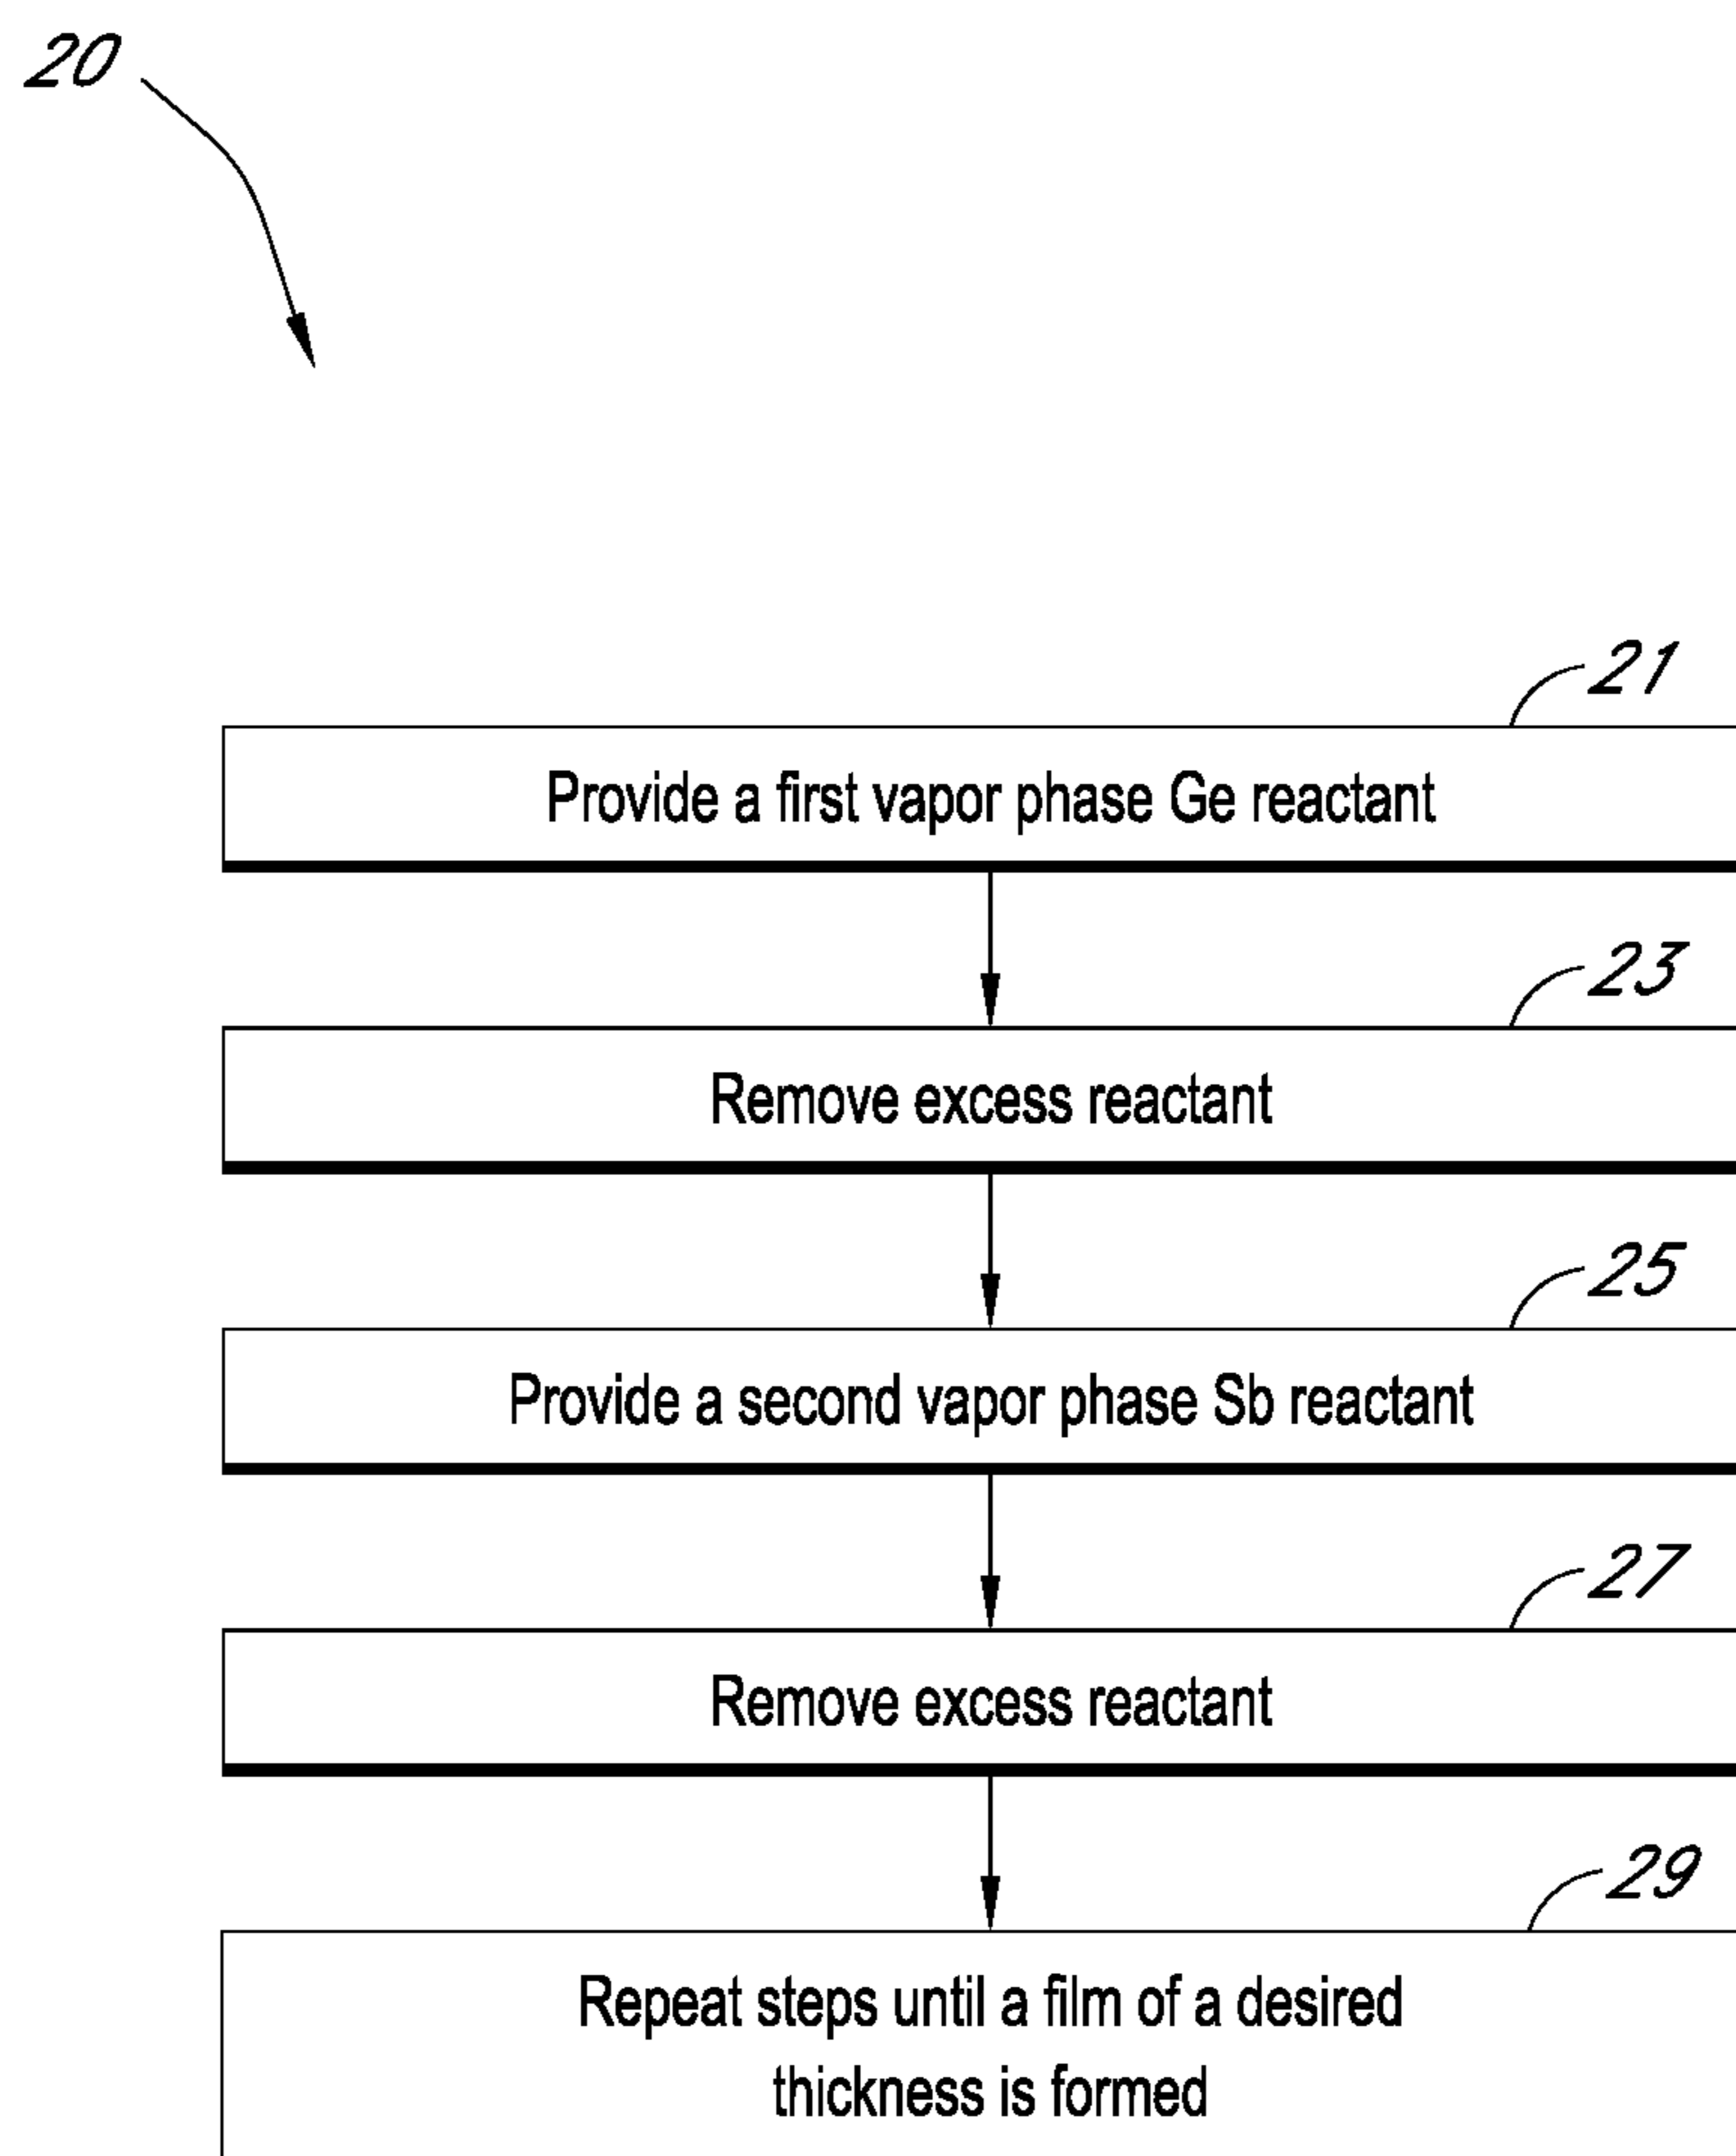 20
21
Provide a first vapor phase Ge reactant
23
Remove excess reactant
25
Provide a second vapor phase Sb reactant
27
Remove excess reactant
29
Repeat steps until a film of a desired
thickness is formed